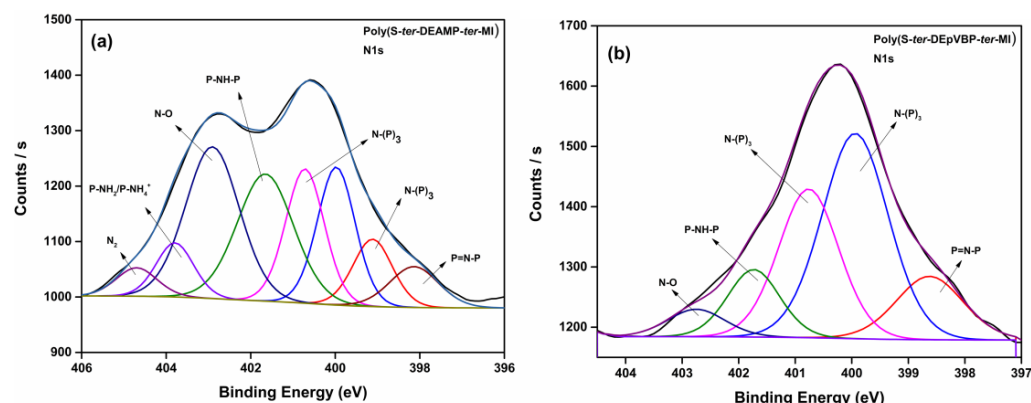 (a)
Poly(S-ter-DEAMP-ter-MI)
N1s
P-NH-P
N-O
N-(P)3
P-NH2/P-NH4+
N-(P)3
N2
P=N-P
1500
1400
1300
1200
1100
1000
900
Counts / s
406 404 402 400 398 396
Binding Energy (eV)
(b)
Poly(S-ter-DEpVBP-ter-MI)
N1s
N-(P)3
N-(P)3
P-NH-P
P=N-P
N-O
1700
1600
1500
1400
1300
1200
Counts / s
404 403 402 401 400 399 398 397
Binding Energy (eV)